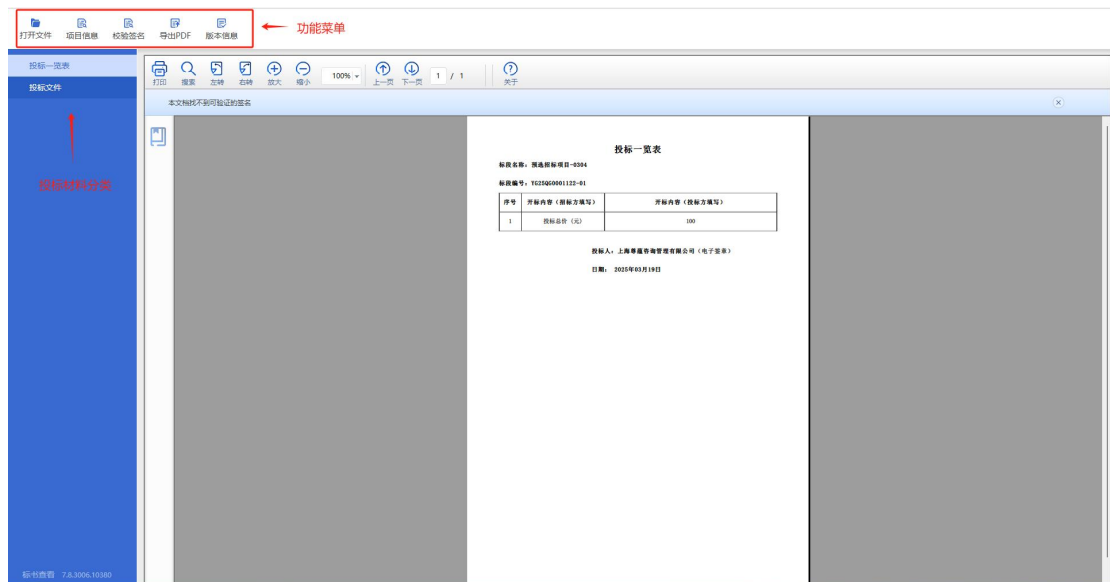 打开文件 项目信息 校验签名 导出PDF 版本信息
功能菜单
投标一览表
投标文件
投标材料分类
打印 搜索 左转 右转 放大 缩小 100% 上一页 下一页 1 / 1 关于
本文档找不到可验证的签名
投标一览表
标段名称：预选招标项目-0304
标段编号：YG25QG0001122-01
序号 开标内容（招标方填写） 开标内容（投标方填写）
1 投标总价（元） 100
投标人：上海尊蕴咨询管理有限公司（电子签章）
日期： 2025年03月19日
标书查看 7.8.3006.10380